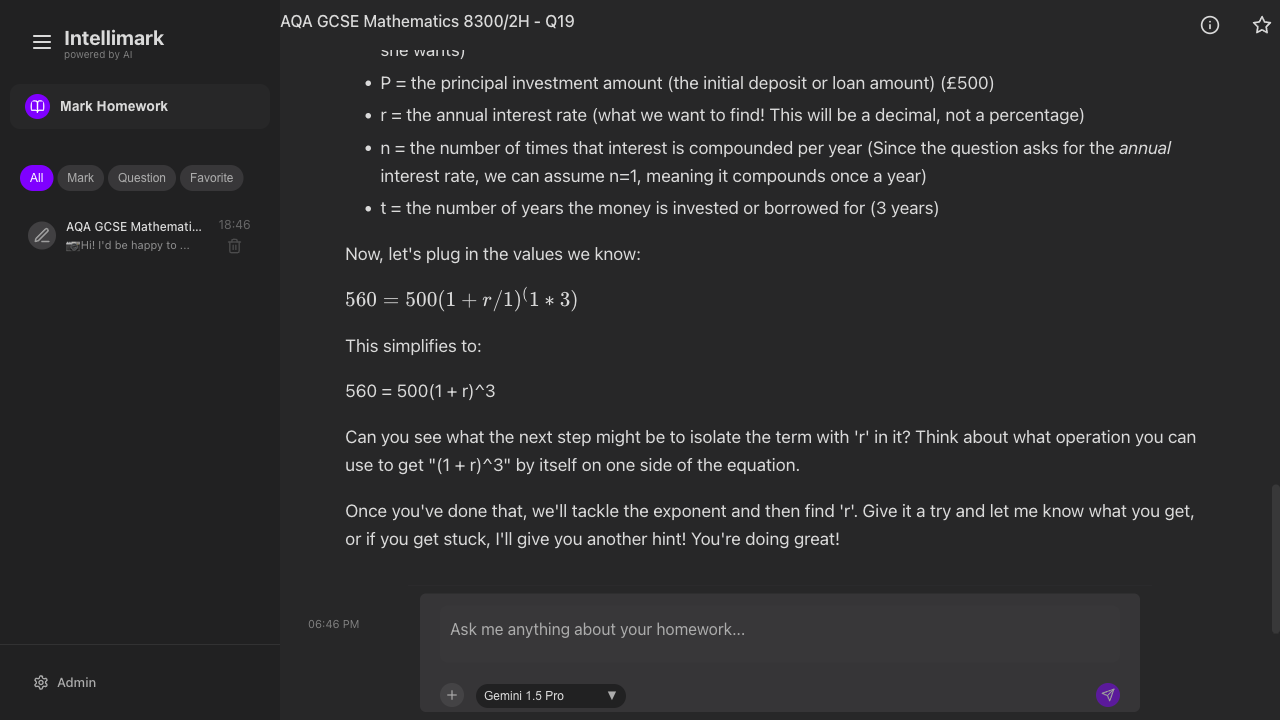 Intellimark
powered by AI
Mark Homework
All
Mark
Question
Favorite
AQA GCSE Mathemati...
18:46
Hi! I'd be happy to ...
Admin
AQA GCSE Mathematics 8300/2H - Q19
she wants)
• P = the principal investment amount (the initial deposit or loan amount) (£500)
• r = the annual interest rate (what we want to find! This will be a decimal, not a percentage)
• n = the number of times that interest is compounded per year (Since the question asks for the annual
interest rate, we can assume n=1, meaning it compounds once a year)
• t = the number of years the money is invested or borrowed for (3 years)
Now, let's plug in the values we know:
560 = 500(1 + r/1)⁽1 ∗ 3)
This simplifies to:
560 = 500(1 + r)^3
Can you see what the next step might be to isolate the term with 'r' in it? Think about what operation you can
use to get "(1 + r)^3" by itself on one side of the equation.
Once you've done that, we'll tackle the exponent and then find 'r'. Give it a try and let me know what you get,
or if you get stuck, I'll give you another hint! You're doing great!
06:46 PM
Ask me anything about your homework...
Gemini 1.5 Pro